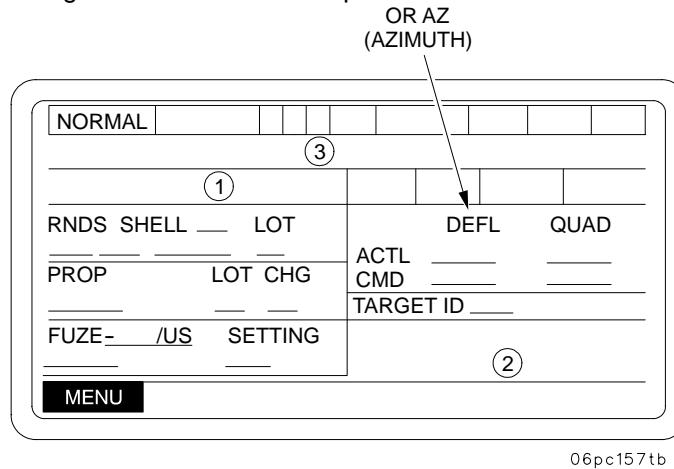 OR AZ
(AZIMUTH)
NORMAL
3
1
RNDS SHELL LOT
DEFL QUAD
ACTL
PROP LOT CHG
CMD
TARGET ID
FUZE- /US SETTING
2
MENU
06pc157tb